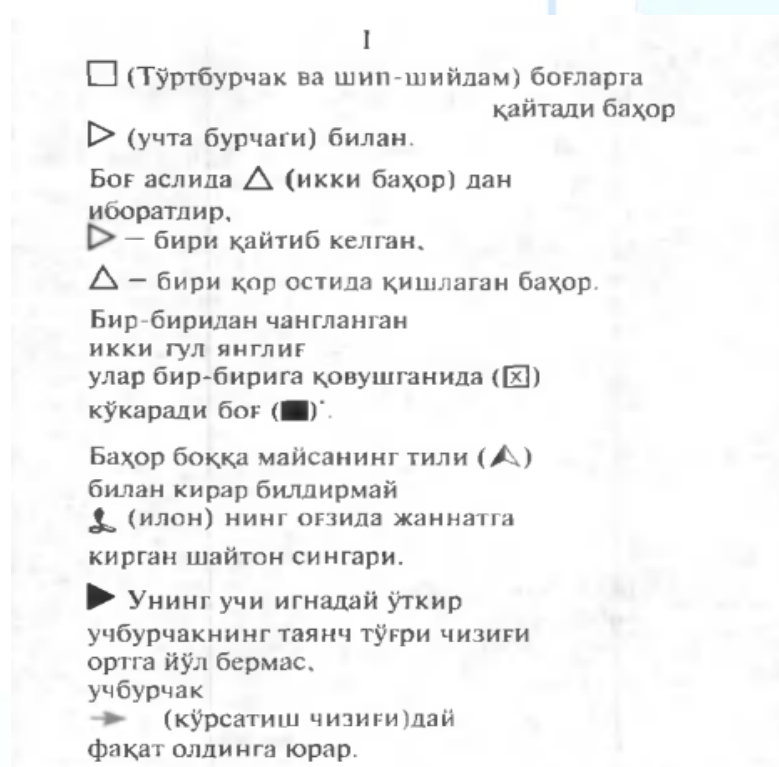 I
□ (Тўртбурчак ва шип-шийдам) боғларга
қайтади баҳор
▷ (учта бурчаги) билан.
Боғ аслида △ (икки баҳор) дан
иборатдир,
▷ — бири қайтиб келган,
△ — бири қор остида қишлаган баҳор.
Бир-биридан чангланган
икки гул янглиғ
улар бир-бирига қовушганида (☒)
кўкаради боғ (■)*.
Баҳор боққа майсанинг тили (⮝)
билан кирар билдирмай
(илон) нинг оғзида жаннатга
кирган шайтон сингари.
▶ Унинг учи игнадай ўткир
учбурчакнинг таянч тўғри чизиғи
ортга йўл бермас,
учбурчак
→ (кўрсатиш чизиғи)дай
фақат олдинга юрар.